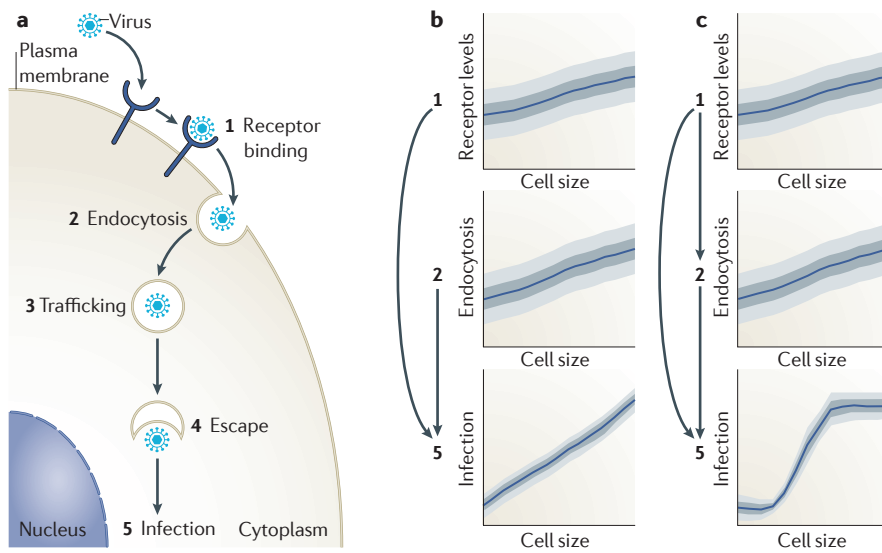 a
Virus
Plasma
membrane
1 Receptor
binding
2 Endocytosis
3 Trafficking
4 Escape
5 Infection
Nucleus
Cytoplasm
b
1
2
5
Receptor levels
Cell size
Endocytosis
Cell size
Infection
Cell size
c
1
2
5
Receptor levels
Cell size
Endocytosis
Cell size
Infection
Cell size